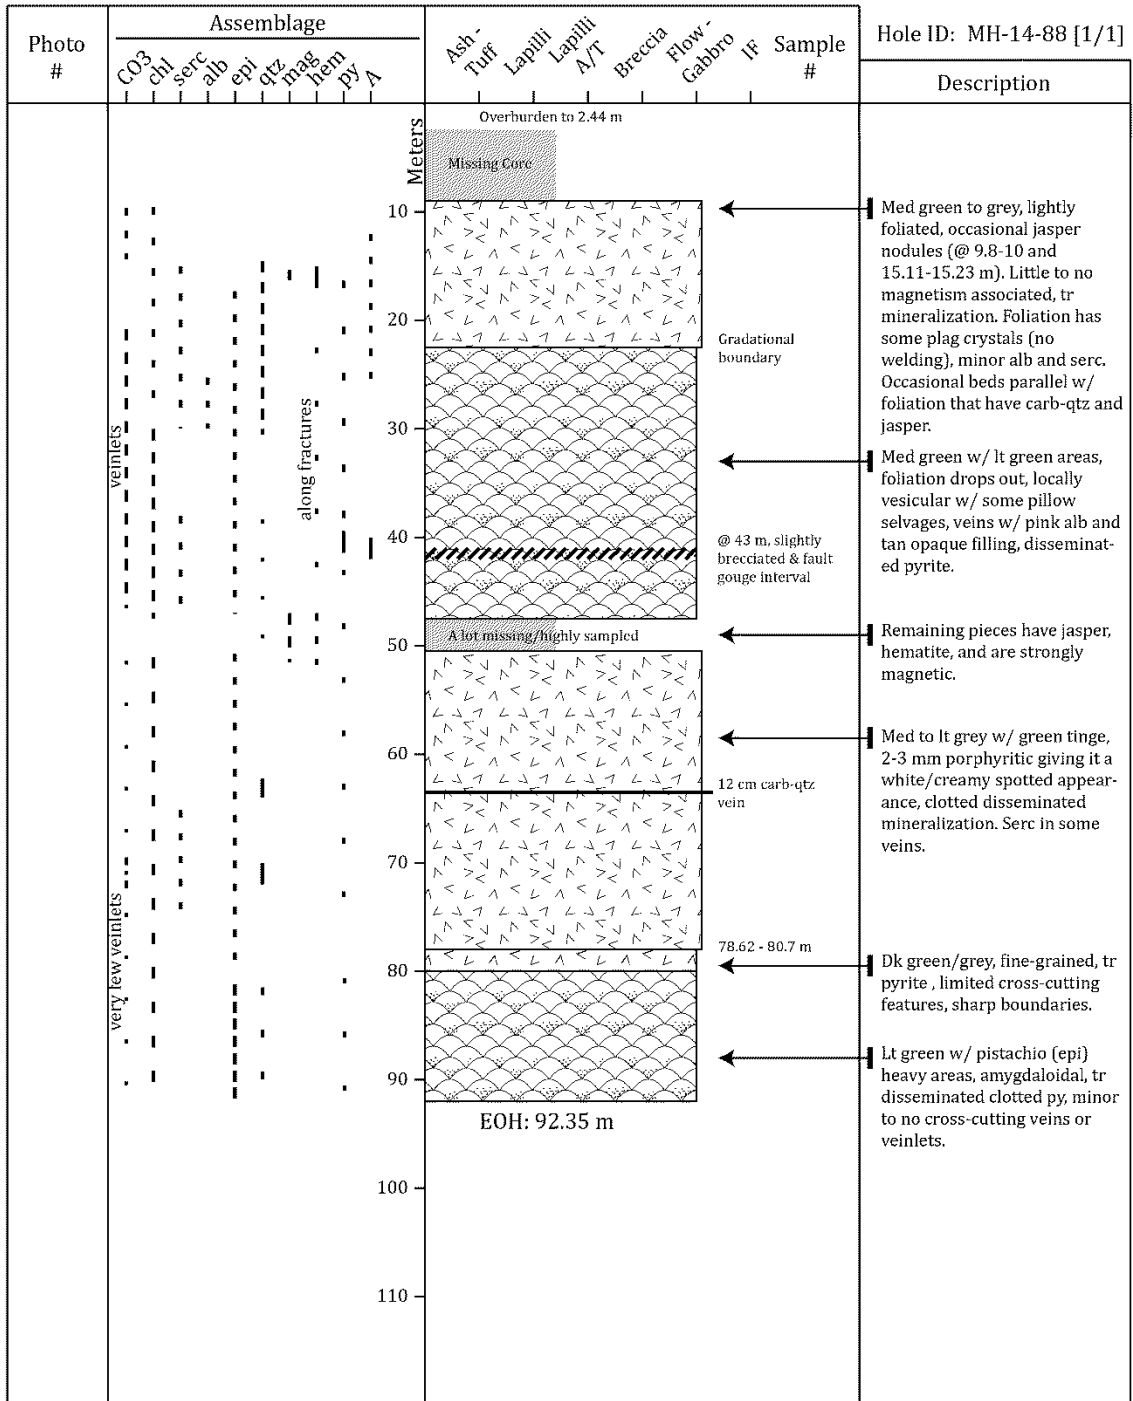 Photo
#
Assemblage
CO3
chl
serc
alb
epi
qtz
mag
hem
py
A
Ash -
Tuff
Lapilli
Lapilli
A/T
Breccia
Flow -
Gabbro
IF
Sample
#
Hole ID: MH-14-88 [1/1]
Description
Meters
Overburden to 2.44 m
Missing Core
10
20
30
40
50
60
70
80
90
100
110
veinlets
along fractures
very few veinlets
Gradational
boundary
@ 43 m, slightly
brecciated & fault
gouge interval
A lot missing/highly sampled
12 cm carb-qtz
vein
78.62 - 80.7 m
EOH: 92.35 m
Med green to grey, lightly
foliated, occasional jasper
nodules (@ 9.8-10 and
15.11-15.23 m). Little to no
magnetism associated, tr
mineralization. Foliation has
some plag crystals (no
welding), minor alb and serc.
Occasional beds parallel w/
foliation that have carb-qtz and
jasper.
Med green w/ lt green areas,
foliation drops out, locally
vesicular w/ some pillow
selvages, veins w/ pink alb and
tan opaque filling, disseminat-
ed pyrite.
Remaining pieces have jasper,
hematite, and are strongly
magnetic.
Med to lt grey w/ green tinge,
2-3 mm porphyritic giving it a
white/creamy spotted appear-
ance, clotted disseminated
mineralization. Serc in some
veins.
Dk green/grey, fine-grained, tr
pyrite , limited cross-cutting
features, sharp boundaries.
Lt green w/ pistachio (epi)
heavy areas, amygdaloidal, tr
disseminated clotted py, minor
to no cross-cutting veins or
veinlets.